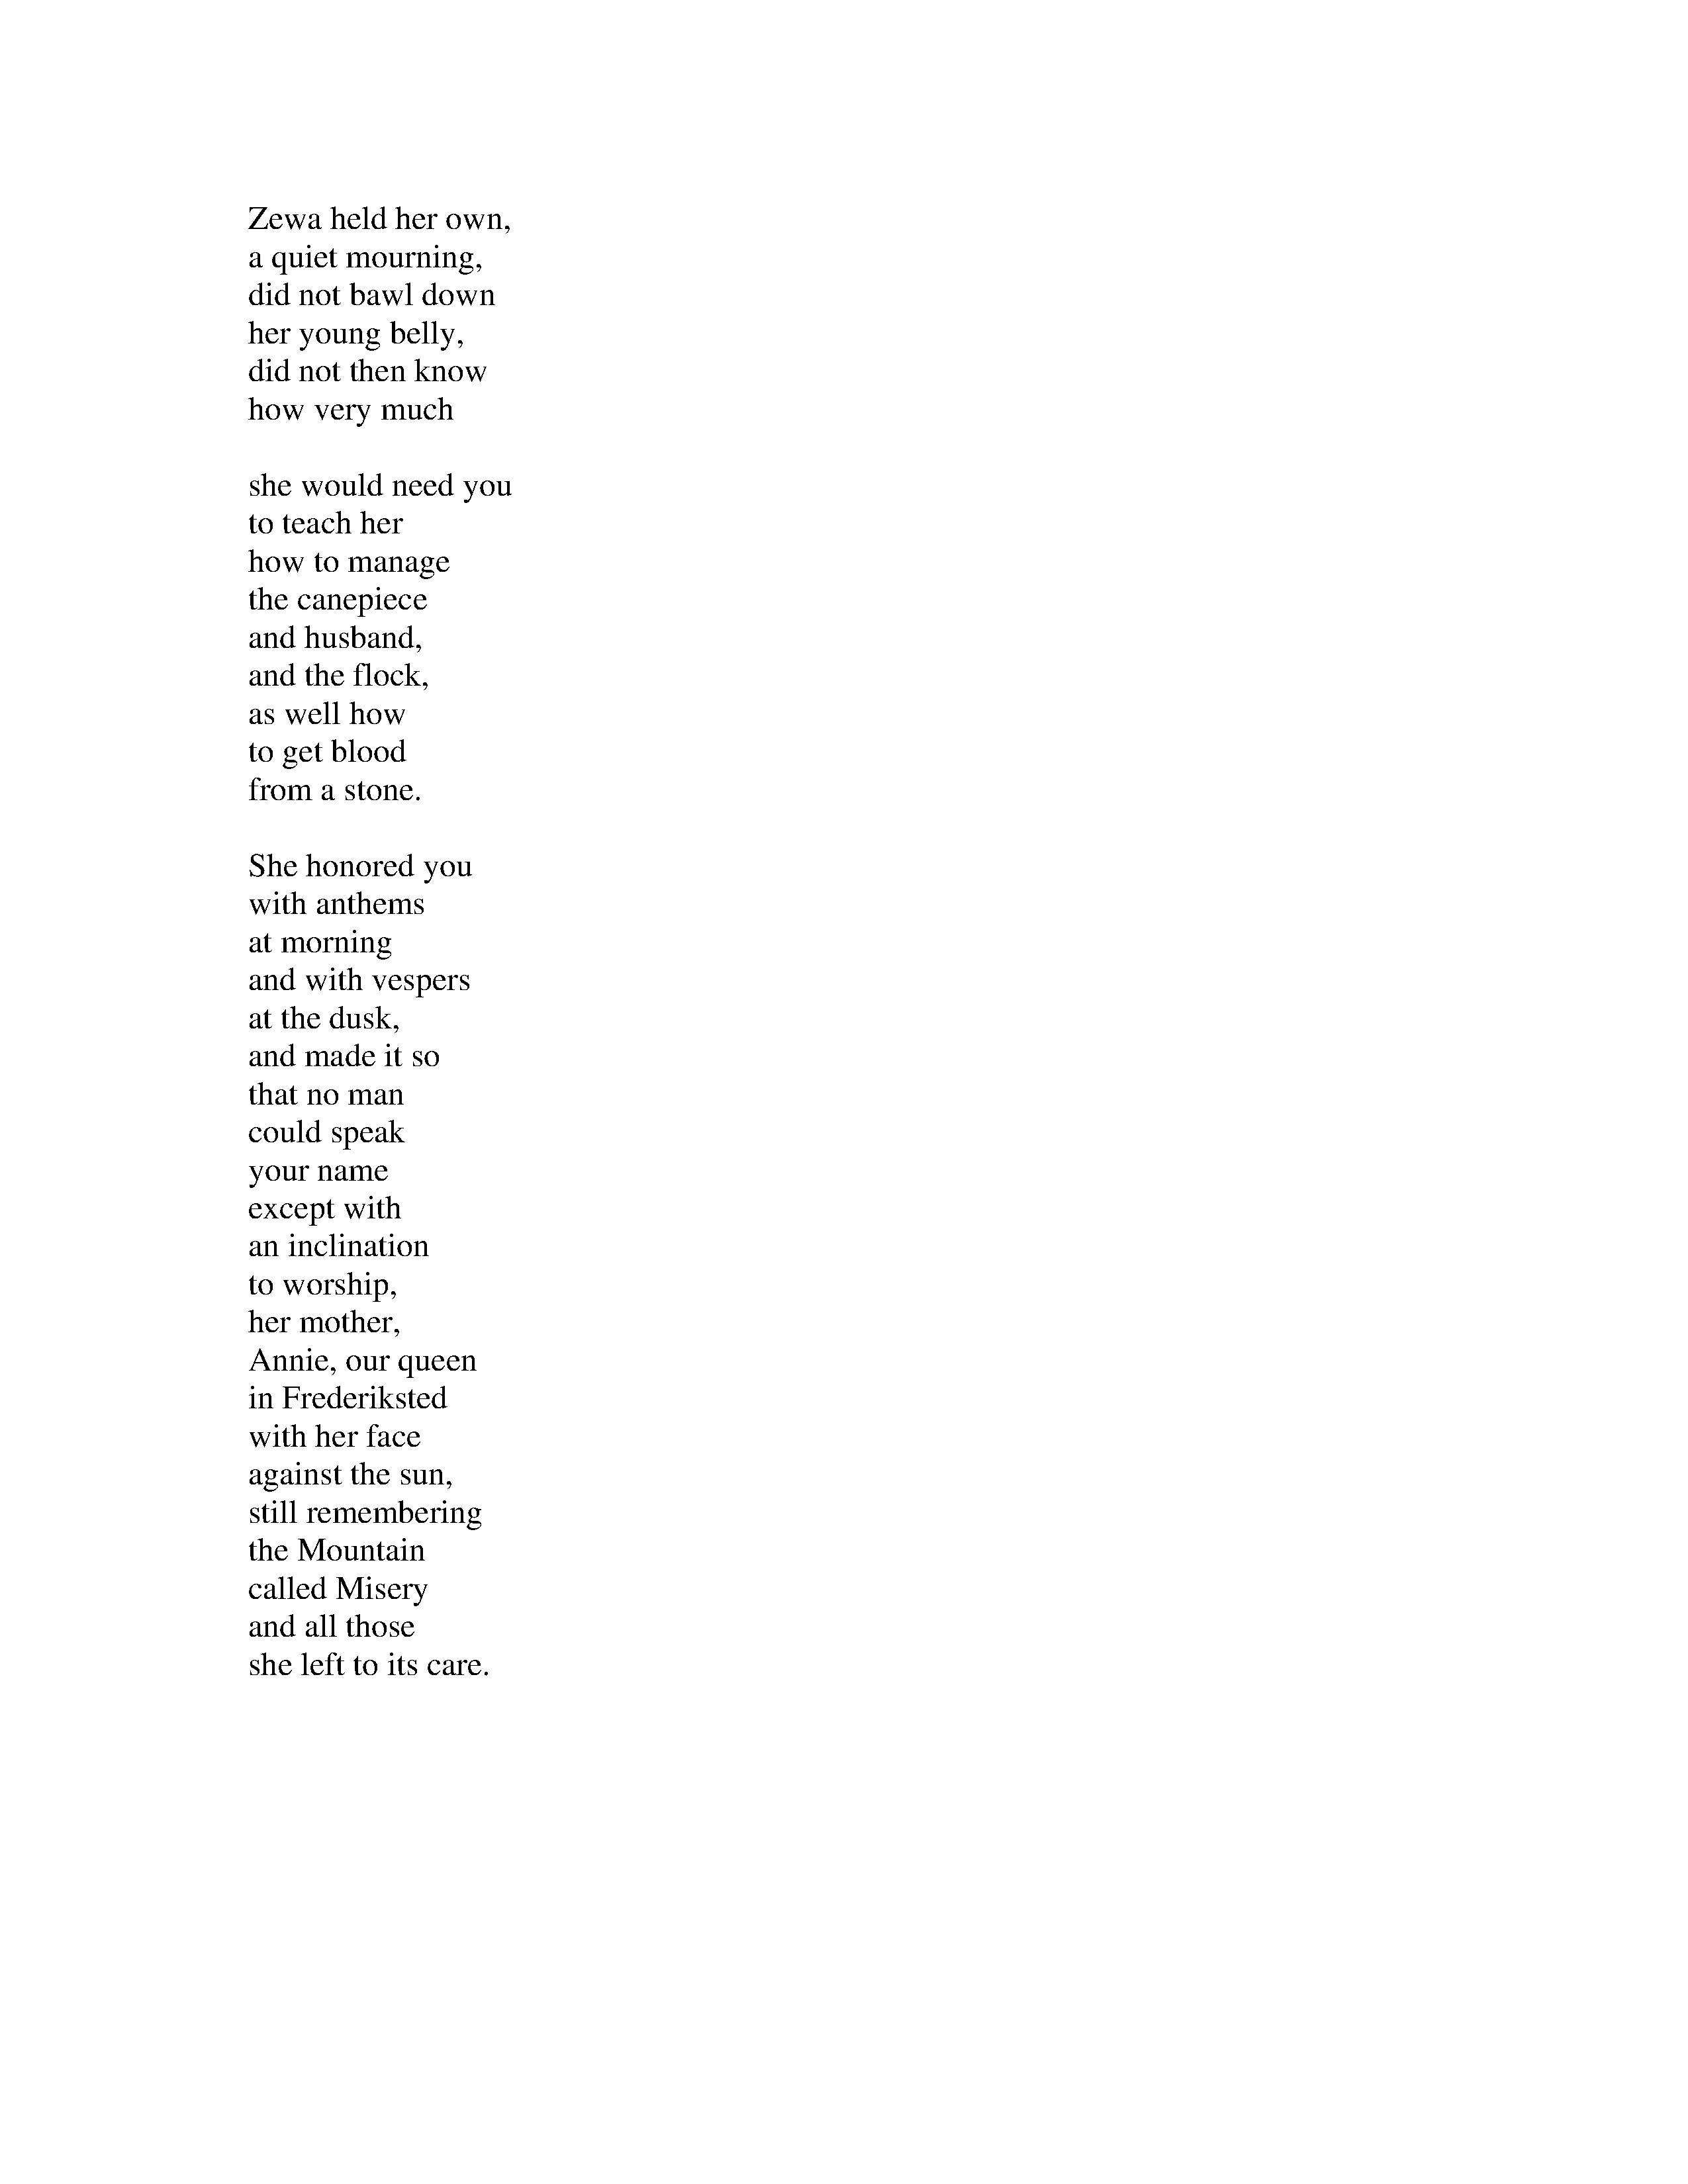 Zewa held her own,
a quiet mourning,
did not bawl down
her young belly,
did not then know
how very much

she would need you
to teach her
how to manage
the canepiece
and husband,
and the flock,
as well how
to get blood
from a stone.

She honored you
with anthems
at morning
and with vespers
at the dusk,
and made it so
that no man
could speak
your name
except with
an inclination
to worship,
her mother,
Annie, our queen
in Frederiksted
with her face
against the sun,
still remembering
the Mountain
called Misery
and all those
she left to its care.